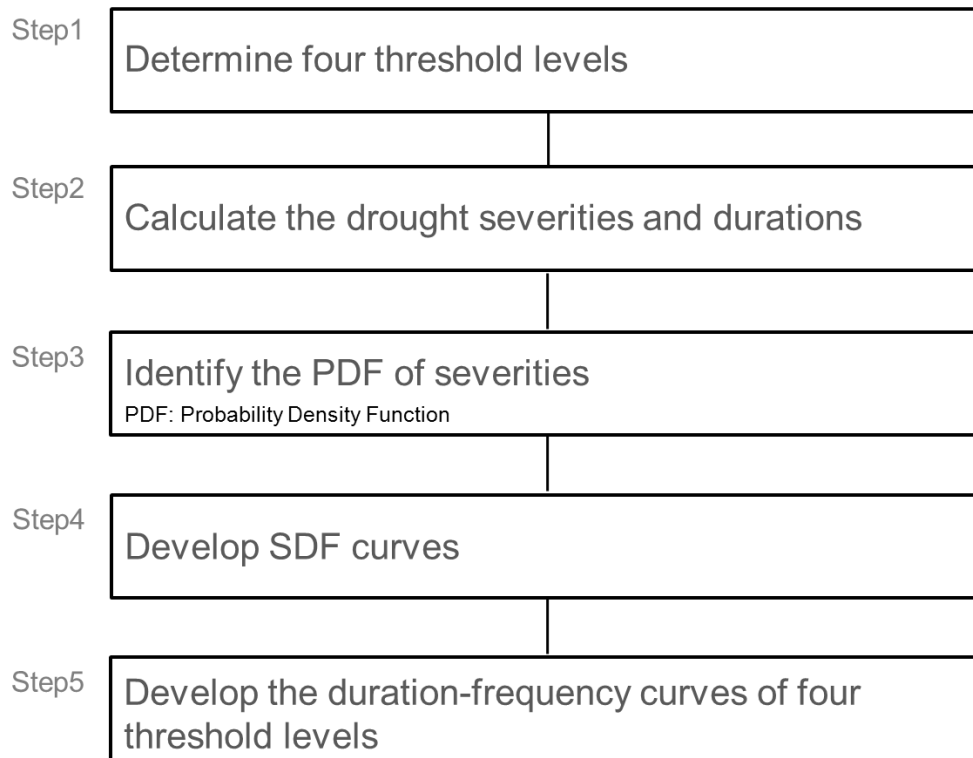 Step1
Determine four threshold levels
Step2
Calculate the drought severities and durations
Step3
Identify the PDF of severities
PDF: Probability Density Function
Step4
Develop SDF curves
Step5
Develop the duration-frequency curves of four
threshold levels